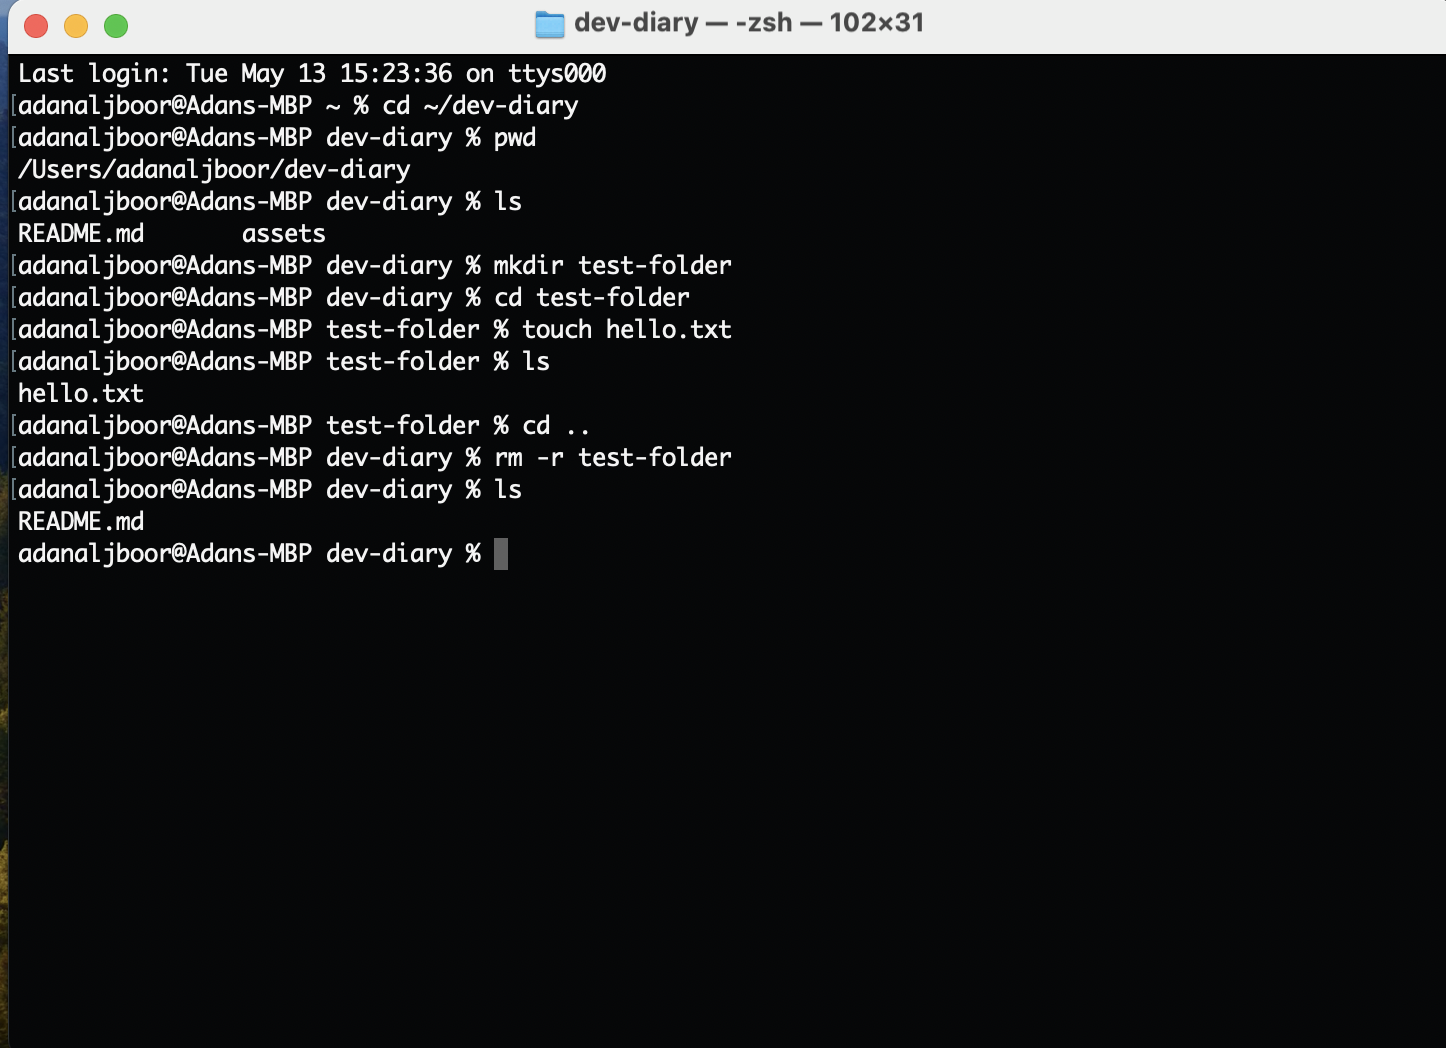 dev-diary — -zsh — 102×31
Last login: Tue May 13 15:23:36 on ttys000
[adanaljboor@Adans-MBP ~ % cd ~/dev-diary
[adanaljboor@Adans-MBP dev-diary % pwd
/Users/adanaljboor/dev-diary
[adanaljboor@Adans-MBP dev-diary % ls
README.md       assets
[adanaljboor@Adans-MBP dev-diary % mkdir test-folder
[adanaljboor@Adans-MBP dev-diary % cd test-folder
[adanaljboor@Adans-MBP test-folder % touch hello.txt
[adanaljboor@Adans-MBP test-folder % ls
hello.txt
[adanaljboor@Adans-MBP test-folder % cd ..
[adanaljboor@Adans-MBP dev-diary % rm -r test-folder
[adanaljboor@Adans-MBP dev-diary % ls
README.md
adanaljboor@Adans-MBP dev-diary %